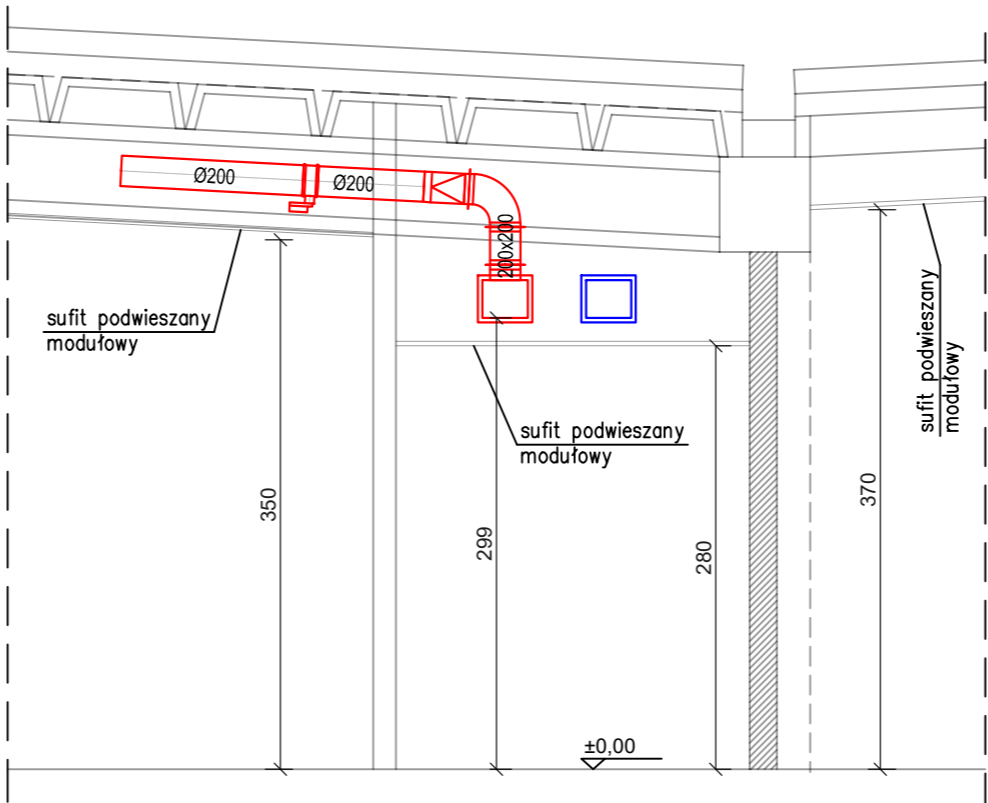 Ø200
Ø200
200x200
sufit podwieszany
modułowy
sufit podwieszany
modułowy
sufit podwieszany
modułowy
350
299
280
370
±0,00